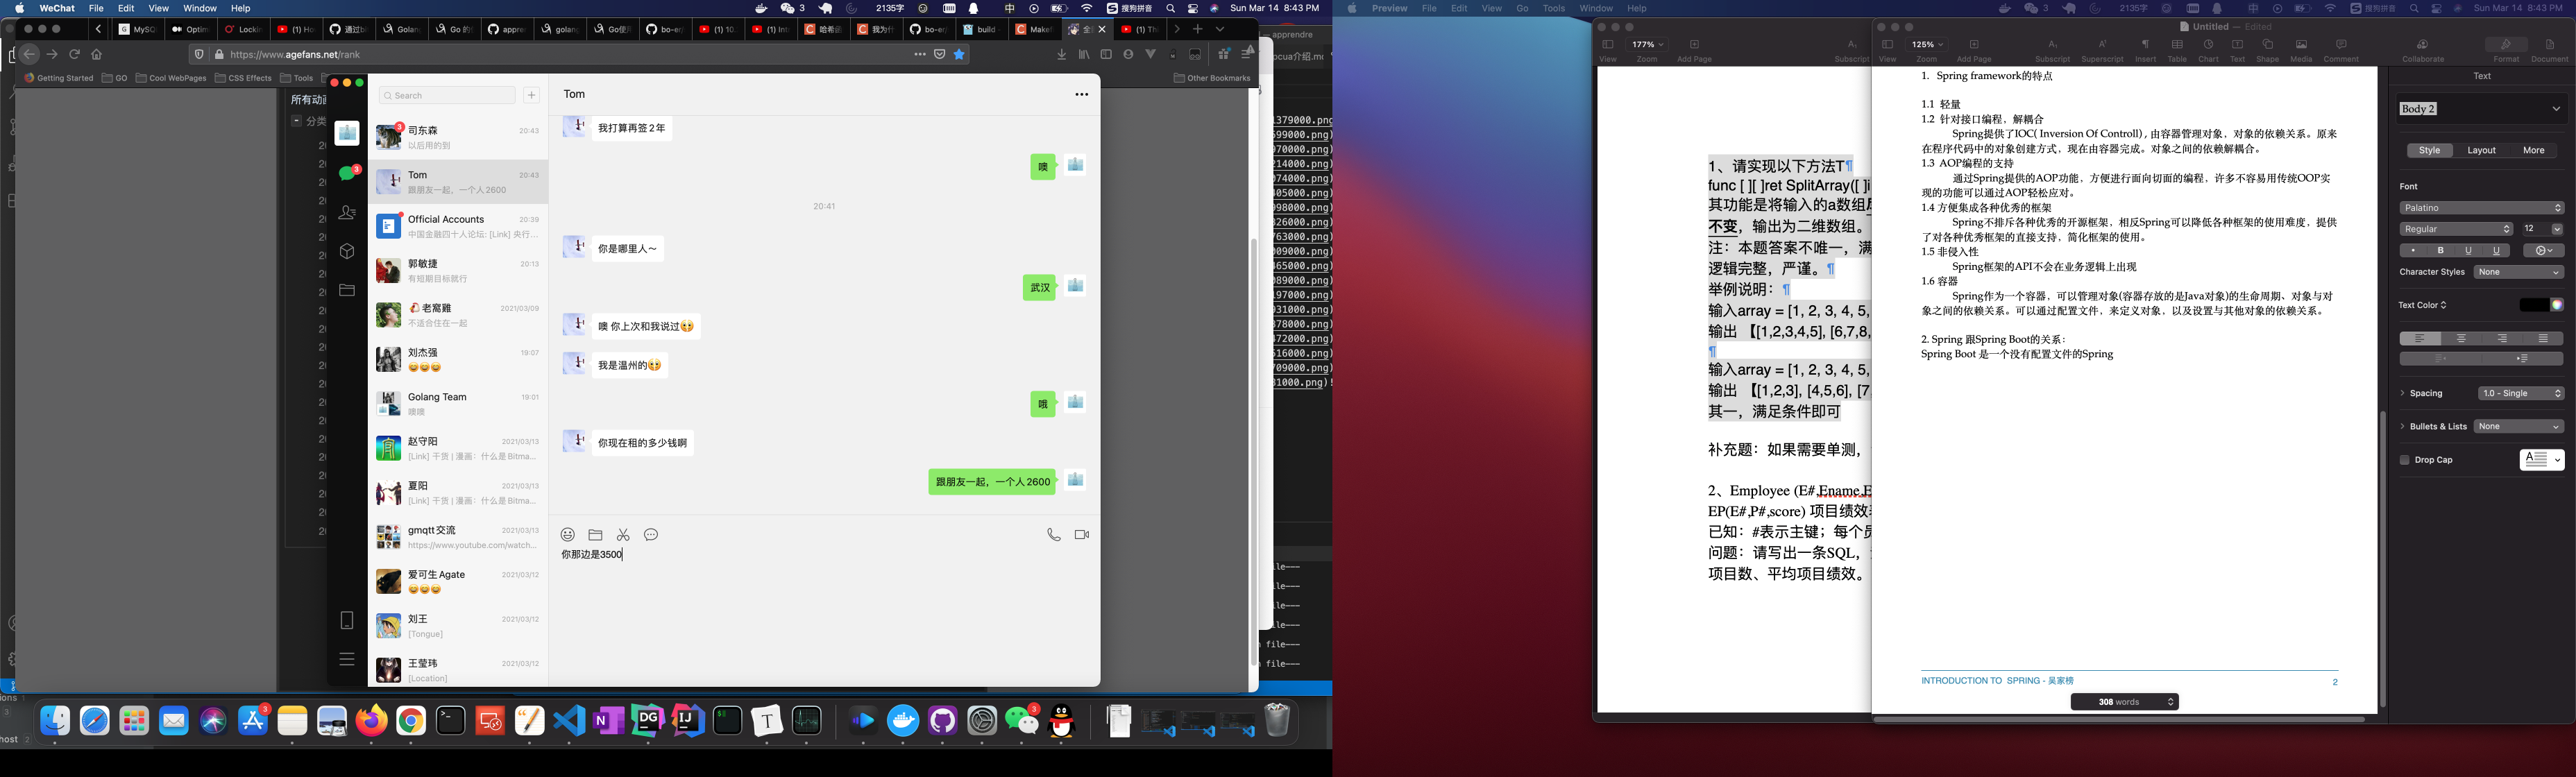 WeChat File Edit View Window Help
3 2135字 中 搜狗拼音 Sun Mar 14 8:43 PM
https://www.agefans.net/rank
Getting Started GO Cool WebPages CSS Effects Tools
Other Bookmarks
所有动画
分类
Search
司东森 20:43
以后用的到
Tom 20:43
跟朋友一起，一个人2600
Official Accounts 20:39
中国金融四十人论坛: [Link] 央行...
郭敏捷 20:13
有短期目标就行
老窩雞 2021/03/09
不适合住在一起
刘杰强 19:07
Golang Team 19:01
噢噢
赵守阳 2021/03/13
[Link] 干货 | 漫画：什么是Bitma...
夏阳 2021/03/13
[Link] 干货 | 漫画：什么是Bitma...
gmqtt交流 2021/03/13
https://www.youtube.com/watch...
爱可生Agate 2021/03/12
刘王 2021/03/12
[Tongue]
王莹玮 2021/03/12
[Location]
Tom
我打算再签2年
噢
20:41
你是哪里人～
武汉
噢 你上次和我说过
我是温州的
哦
你现在租的多少钱啊
跟朋友一起，一个人2600
你那边是3500
Preview File Edit View Go Tools Window Help
3 2135字 中 搜狗拼音 Sun Mar 14 8:43 PM
177%
View Zoom Add Page Subscript
1、请实现以下方法T¶
func [ ][ ]ret SplitArray([ ]i
其功能是将输入的a数组
不变，输出为二维数组。
注：本题答案不唯一，满
逻辑完整，严谨。¶
举例说明：¶
输入array = [1, 2, 3, 4, 5,
输出 【[1,2,3,4,5], [6,7,8,
¶
输入array = [1, 2, 3, 4, 5,
输出 【[1,2,3], [4,5,6], [7,
其一，满足条件即可
补充题：如果需要单测，
2、Employee (E#,Ename,E
EP(E#,P#,score) 项目绩效
已知：#表示主键；每个员
问题：请写出一条SQL，
项目数、平均项目绩效。
Untitled — Edited
125%
View Zoom Add Page Subscript Superscript Insert Table Chart Text Shape Media Comment Collaborate Format Document
1. Spring framework的特点
1.1 轻量
1.2 针对接口编程，解耦合
Spring提供了IOC( Inversion Of Controll) , 由容器管理对象，对象的依赖关系。原来
在程序代码中的对象创建方式，现在由容器完成。对象之间的依赖解耦合。
1.3 AOP编程的支持
通过Spring提供的AOP功能，方便进行面向切面的编程，许多不容易用传统OOP实
现的功能可以通过AOP轻松应对。
1.4 方便集成各种优秀的框架
Spring不排斥各种优秀的开源框架，相反Spring可以降低各种框架的使用难度，提供
了对各种优秀框架的直接支持，简化框架的使用。
1.5 非侵入性
Spring框架的API不会在业务逻辑上出现
1.6 容器
Spring作为一个容器，可以管理对象(容器存放的是Java对象)的生命周期、对象与对
象之间的依赖关系。可以通过配置文件，来定义对象，以及设置与其他对象的依赖关系。
2. Spring 跟Spring Boot的关系：
Spring Boot 是一个没有配置文件的Spring
INTRODUCTION TO SPRING - 吴家榜 2
308 words
Text
Body 2
Style Layout More
Font
Palatino
Regular 12
B U U
Character Styles None
Text Color
Spacing 1.0 - Single
Bullets & Lists None
Drop Cap